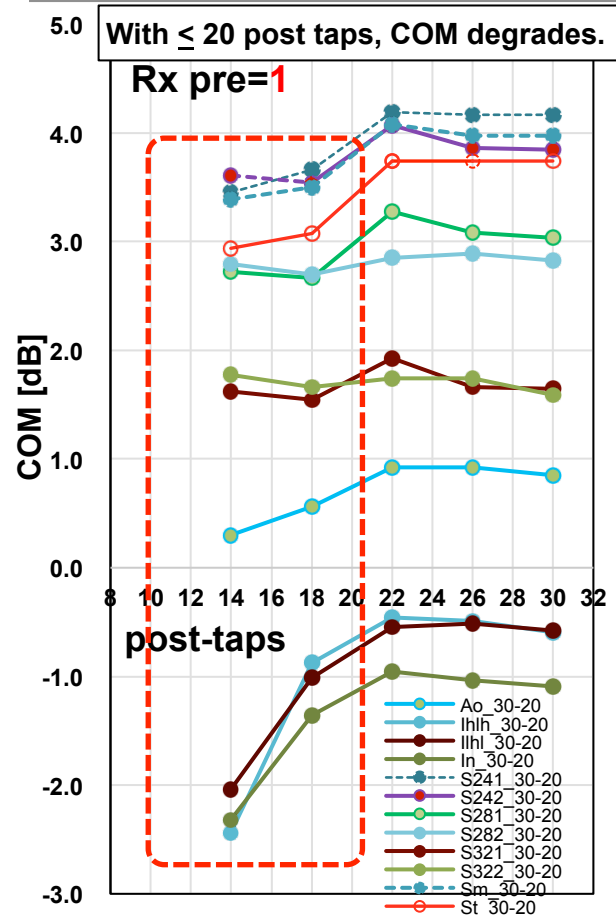 With ≤ 20 post taps, COM degrades.
Rx pre=1
5.0
4.0
3.0
2.0
1.0
0.0
-1.0
-2.0
-3.0
COM [dB]
8 10 12 14 16 18 20 22 24 26 28 30 32
post-taps
Ao_30-20
Ihlh_30-20
Ilhl_30-20
In_30-20
S241_30-20
S242_30-20
S281_30-20
S282_30-20
S321_30-20
S322_30-20
Sm_30-20
St_30-20